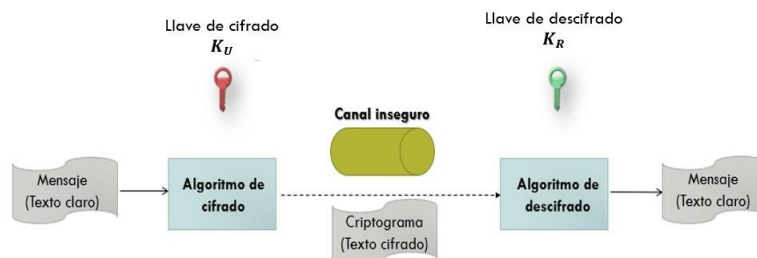 Llave de cifrado
K_U
Llave de descifrado
K_R
Canal inseguro
Mensaje
(Texto claro)
Algoritmo de
cifrado
Algoritmo de
descifrado
Mensaje
(Texto claro)
Criptograma
(Texto cifrado)